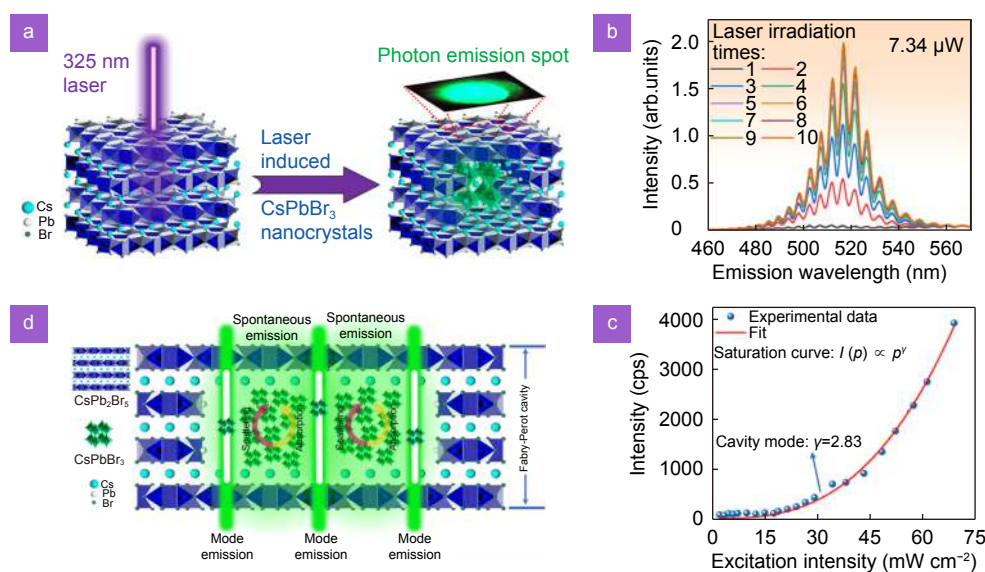 a
325 nm
laser
Photon emission spot
Laser
induced
CsPbBr₃
nanocrystals
Cs
Pb
Br
b
Laser irradiation
times:
7.34 μW
1 2
3 4
5 6
7 8
9 10
2.0
1.5
1.0
0.5
0
Intensity (arb.units)
460 480 500 520 540 560
Emission wavelength (nm)
d
Spontaneous
emission
Spontaneous
emission
CsPb₂Br₅
CsPbBr₃
Cs
Pb
Br
Absorption
Absorption
Fabry-Perot cavity
Mode
emission
Mode
emission
Mode
emission
c
Experimental data
Fit
Saturation curve: I (p) ∝ pᵞ
Cavity mode: γ=2.83
4000
3000
2000
1000
0
Intensity (cps)
0 15 30 45 60 75
Excitation intensity (mW cm⁻²)